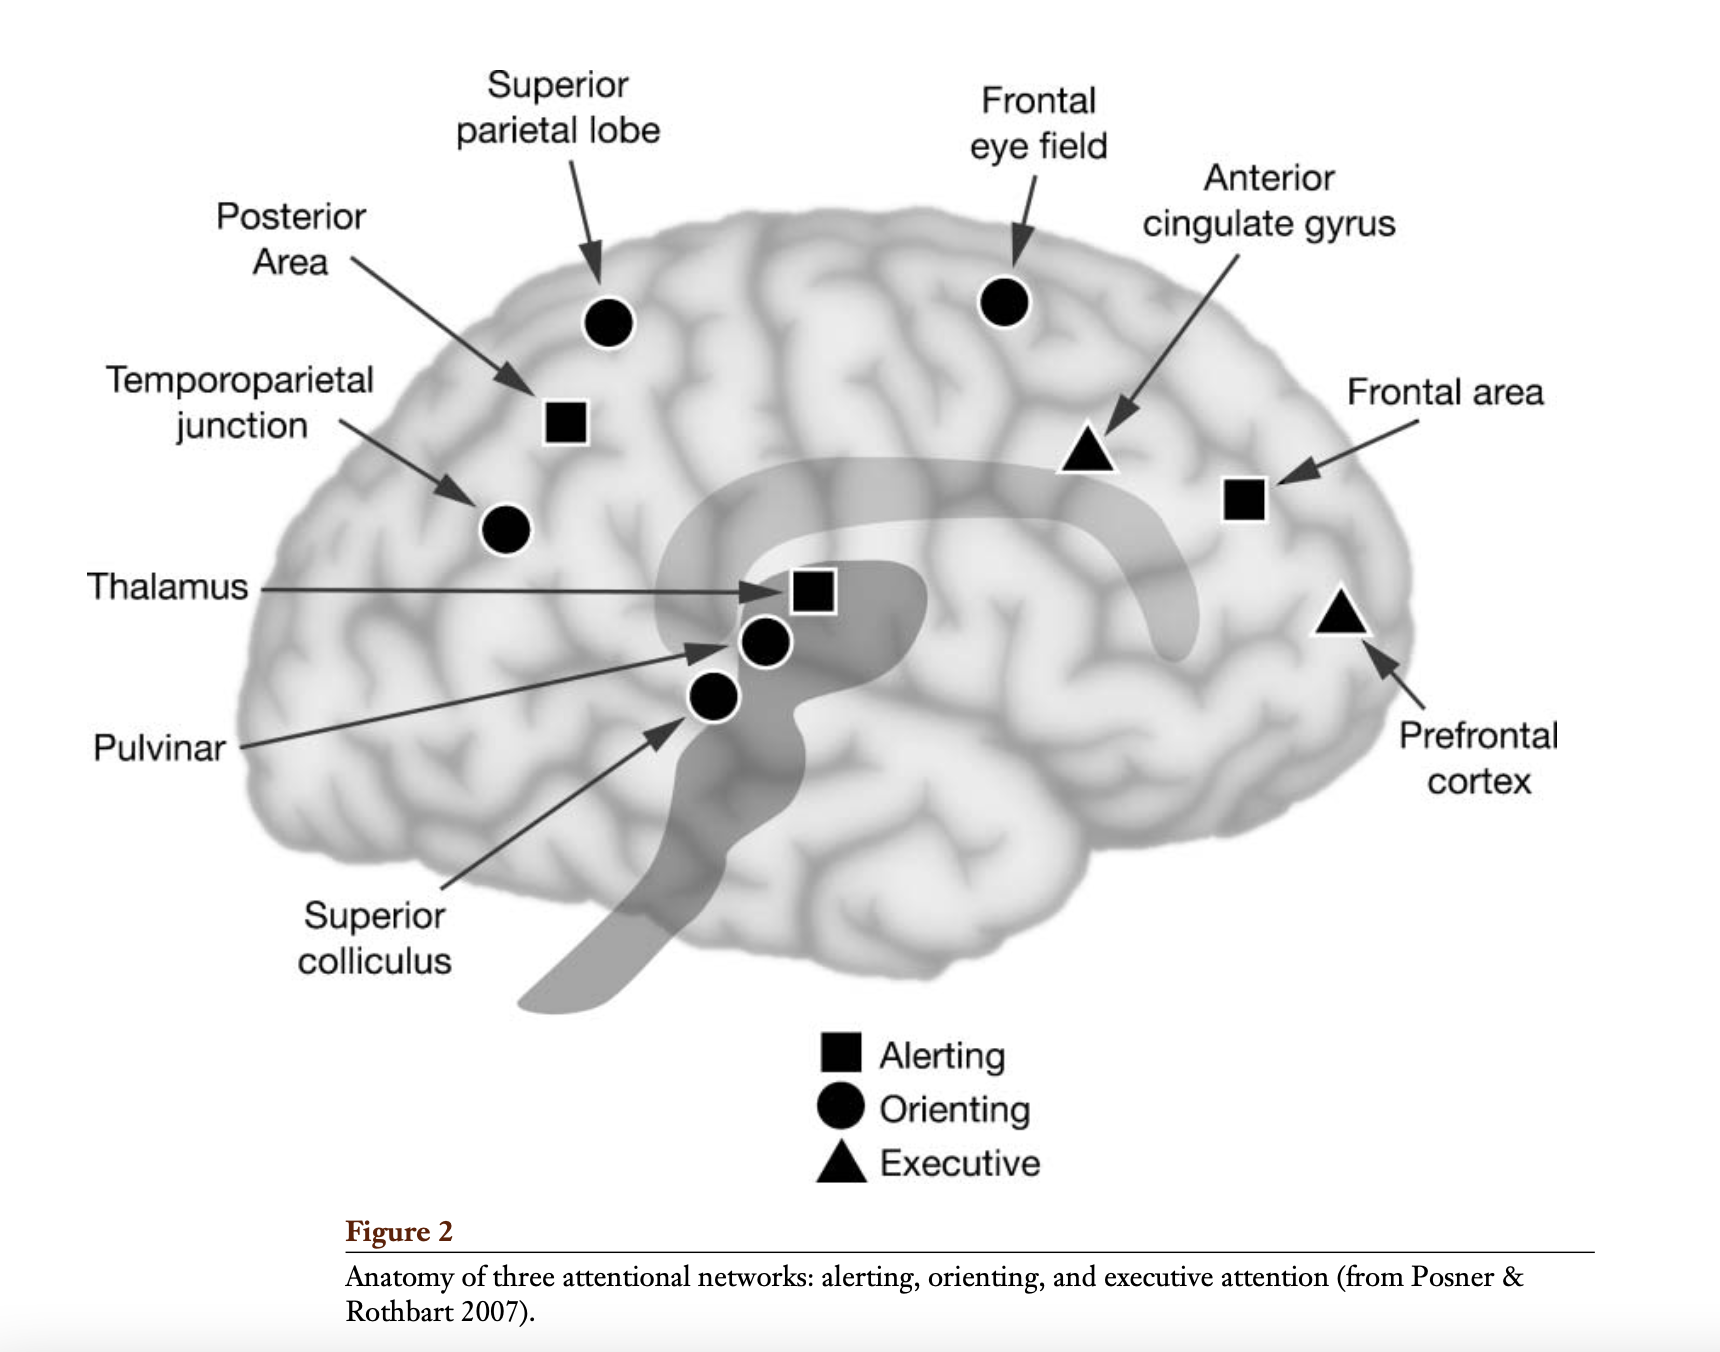 Superior
parietal lobe
Frontal
eye field
Anterior
cingulate gyrus
Posterior
Area
Temporoparietal
junction
Frontal area
Thalamus
Pulvinar
Prefrontal
cortex
Superior
colliculus
Alerting
Orienting
Executive
Figure 2
Anatomy of three attentional networks: alerting, orienting, and executive attention (from Posner &
Rothbart 2007).